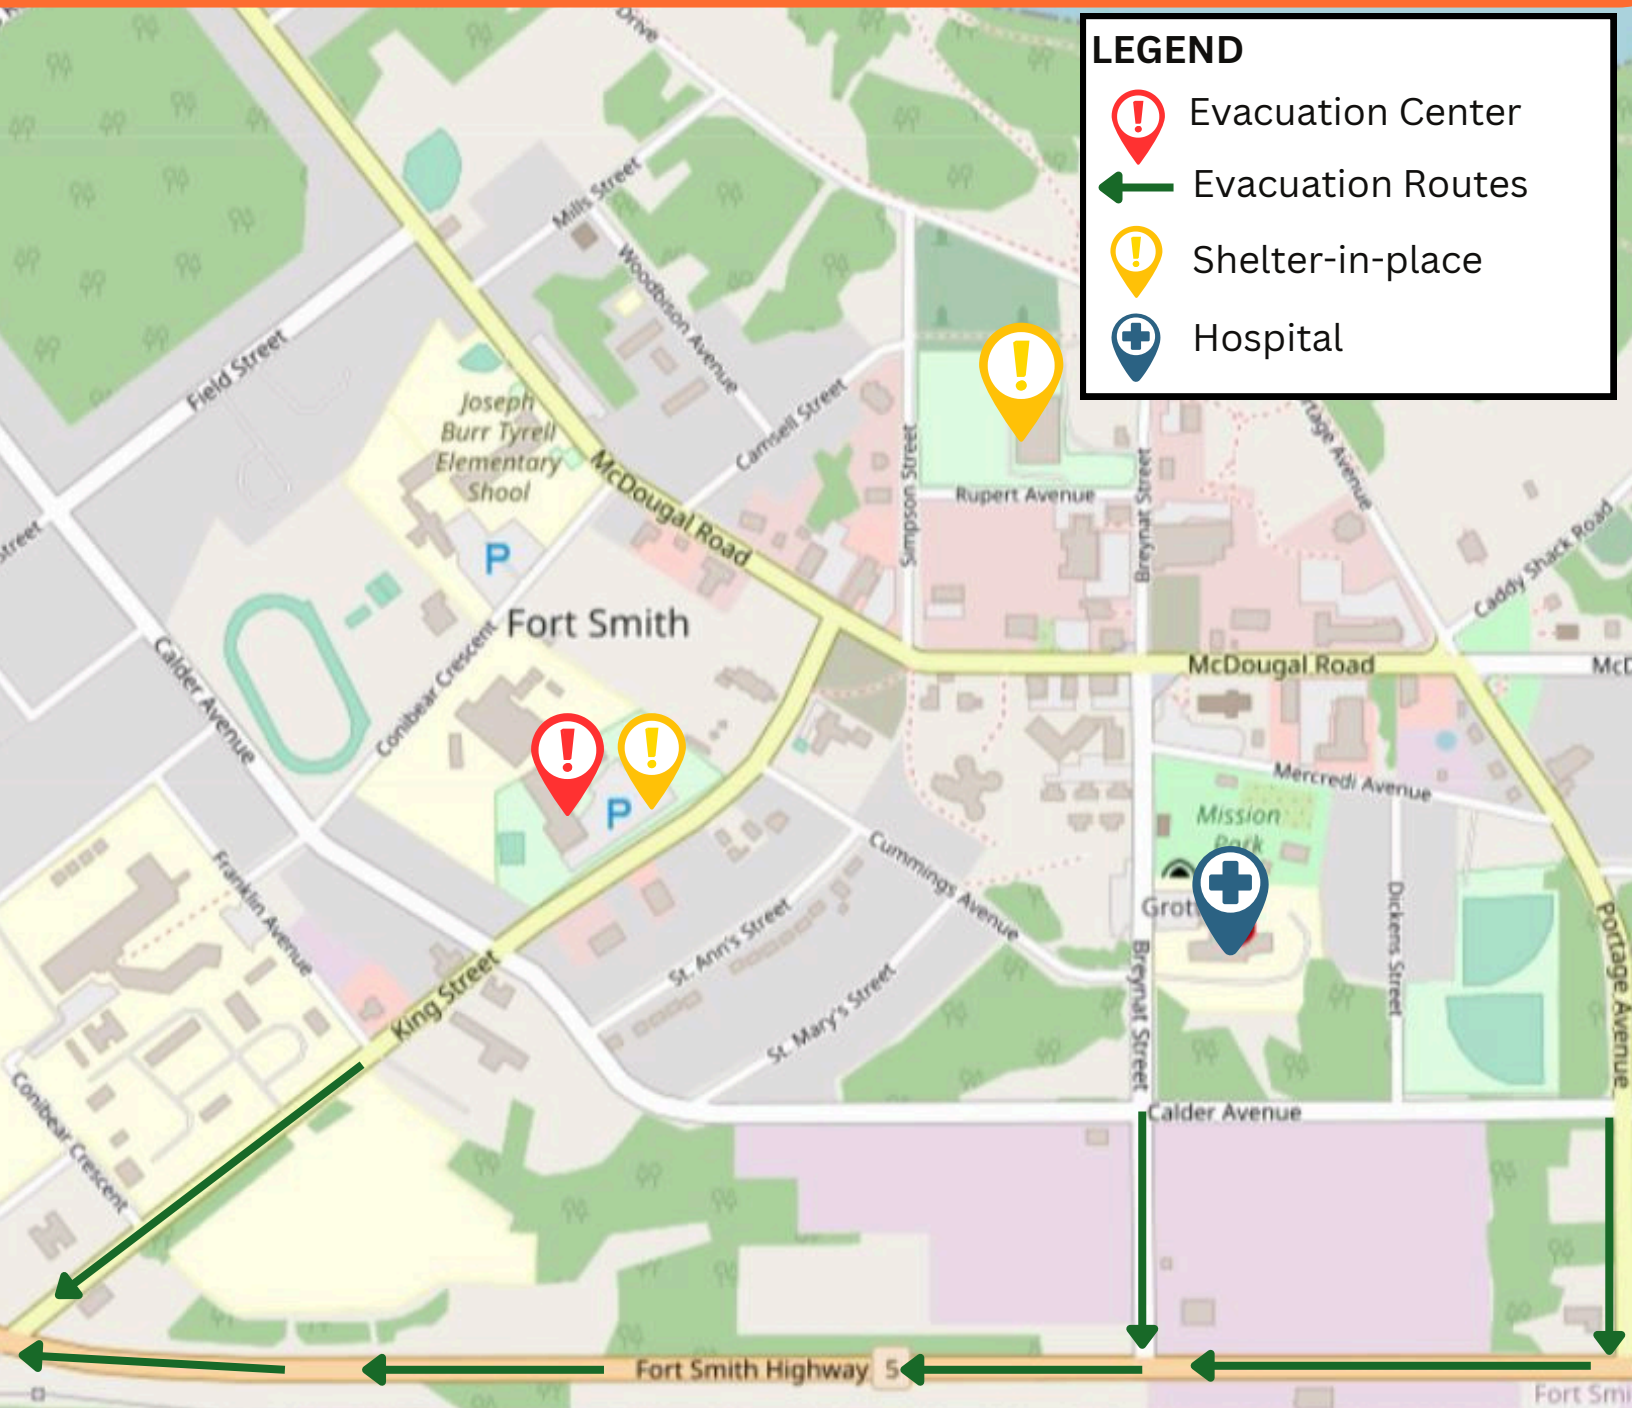 Drive
LEGEND
Evacuation Center
Evacuation Routes
Shelter-in-place
Hospital
Mills Street
Woodbison Avenue
Field Street
Camsell Street
Joseph
Burr Tyrell
Elementary
Shool
McDougal Road
Simpson Street
Rupert Avenue
Breynat Street
rtage Avenue
Caddy Shack Road
street
P
Fort Smith
McDougal Road
McD
Calder Avenue
Conibear Crescent
P
Mercredi Avenue
Mission
Park
Cummings Avenue
Franklin Avenue
Grot
Dickens Street
St. Ann's Street
St. Mary's Street
King Street
Breynat Street
Portage Avenue
Conibear Crescent
Calder Avenue
Fort Smith Highway 5
Fort Smi